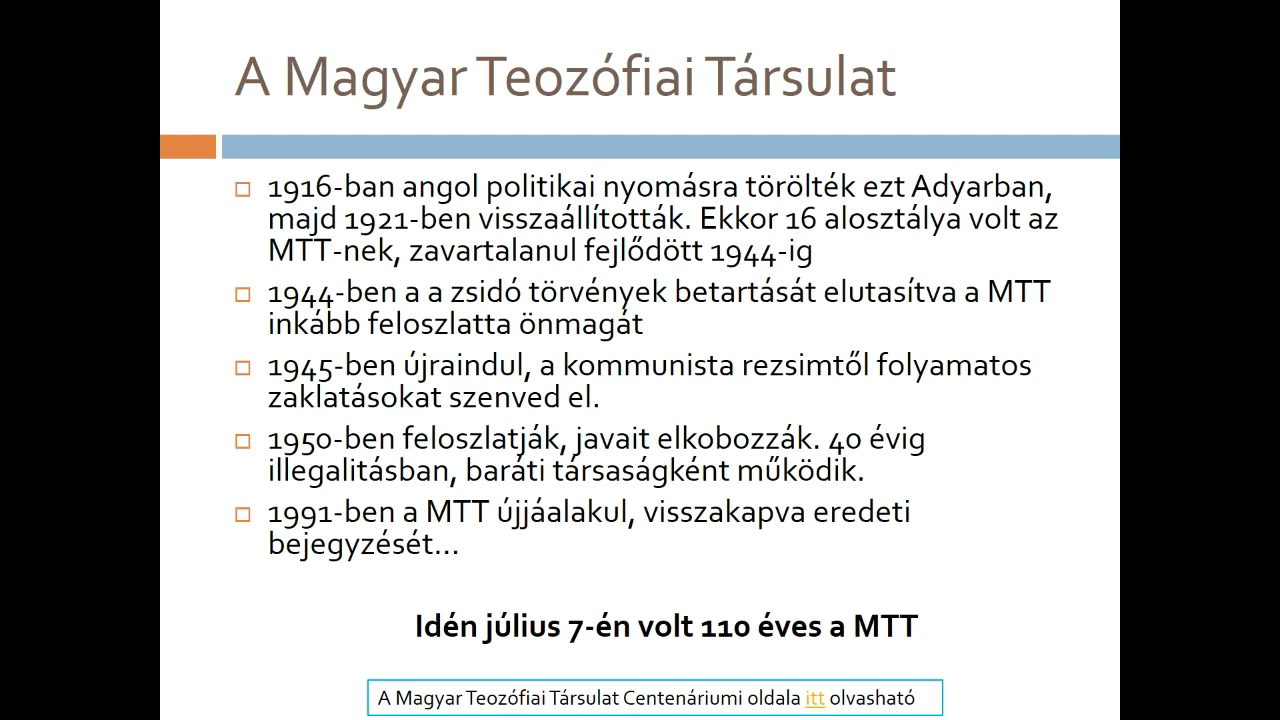 A Magyar Teozófiai Társulat
1916-ban angol politikai nyomásra törölték ezt Adyarban,
majd 1921-ben visszaállították. Ekkor 16 alosztálya volt az
MTT-nek, zavartalanul fejlődött 1944-ig
1944-ben a a zsidó törvények betartását elutasítva a MTT
inkább feloszlatta önmagát
1945-ben újraindul, a kommunista rezsimtől folyamatos
zaklatásokat szenved el.
1950-ben feloszlatják, javait elkobozzák. 40 évig
illegalitásban, baráti társaságként működik.
1991-ben a MTT újjáalakul, visszakapva eredeti
bejegyzését...
Idén július 7-én volt 110 éves a MTT
A Magyar Teozófiai Társulat Centenáriumi oldala itt olvasható